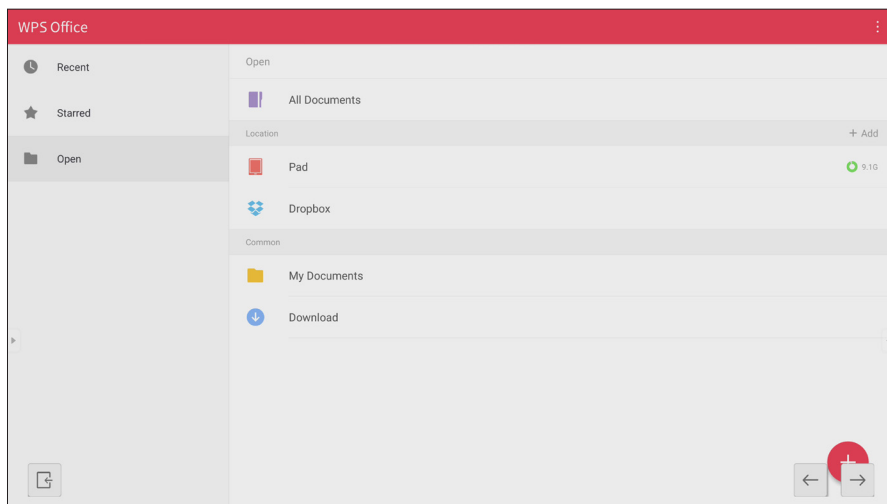 WPS Office
Recent
Starred
Open
Open
All Documents
Location
+ Add
Pad
9.1G
Dropbox
Common
My Documents
Download